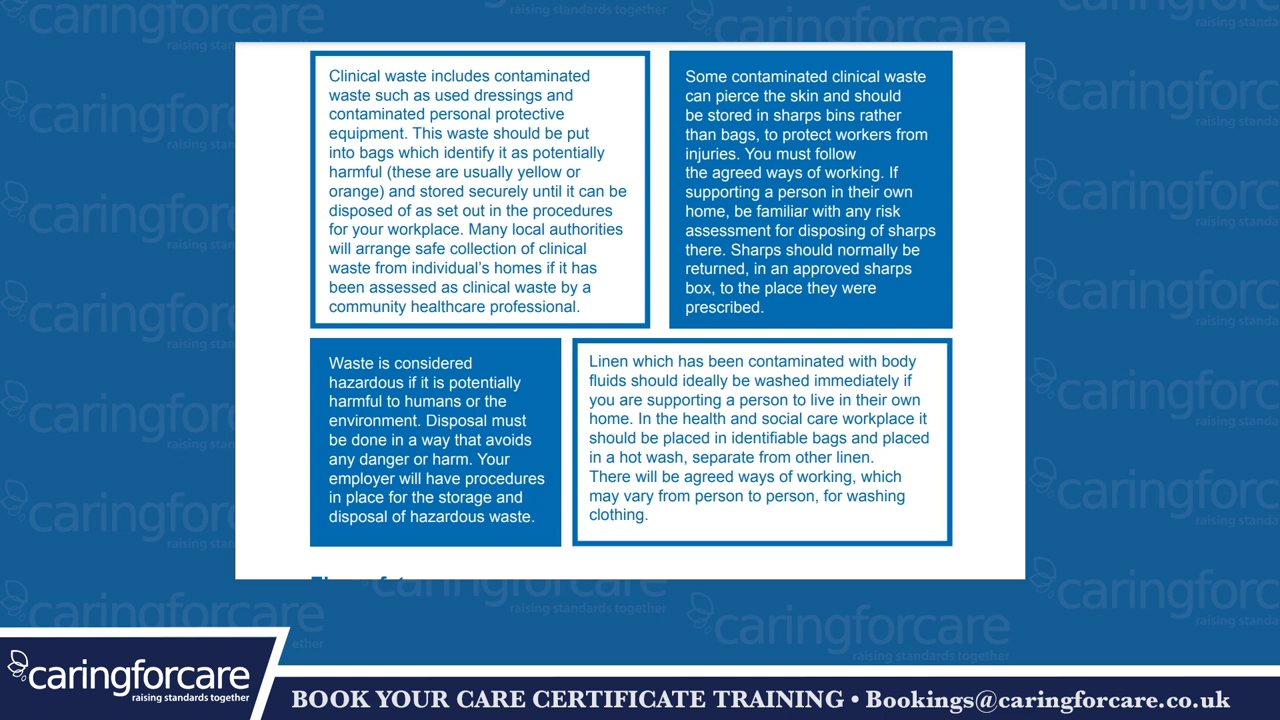 Clinical waste includes contaminated
waste such as used dressings and
contaminated personal protective
equipment. This waste should be put
into bags which identify it as potentially
harmful (these are usually yellow or
orange) and stored securely until it can be
disposed of as set out in the procedures
for your workplace. Many local authorities
will arrange safe collection of clinical
waste from individual's homes if it has
been assessed as clinical waste by a
community healthcare professional.
Some contaminated clinical waste
can pierce the skin and should
be stored in sharps bins rather
than bags, to protect workers from
injuries. You must follow
the agreed ways of working. If
supporting a person in their own
home, be familiar with any risk
assessment for disposing of sharps
there. Sharps should normally be
returned, in an approved sharps
box, to the place they were
prescribed.
Waste is considered
hazardous if it is potentially
harmful to humans or the
environment. Disposal must
be done in a way that avoids
any danger or harm. Your
employer will have procedures
in place for the storage and
disposal of hazardous waste.
Linen which has been contaminated with body
fluids should ideally be washed immediately if
you are supporting a person to live in their own
home. In the health and social care workplace it
should be placed in identifiable bags and placed
in a hot wash, separate from other linen.
There will be agreed ways of working, which
may vary from person to person, for washing
clothing.
caringforcare
raising standards together
BOOK YOUR CARE CERTIFICATE TRAINING • Bookings@caringforcare.co.uk